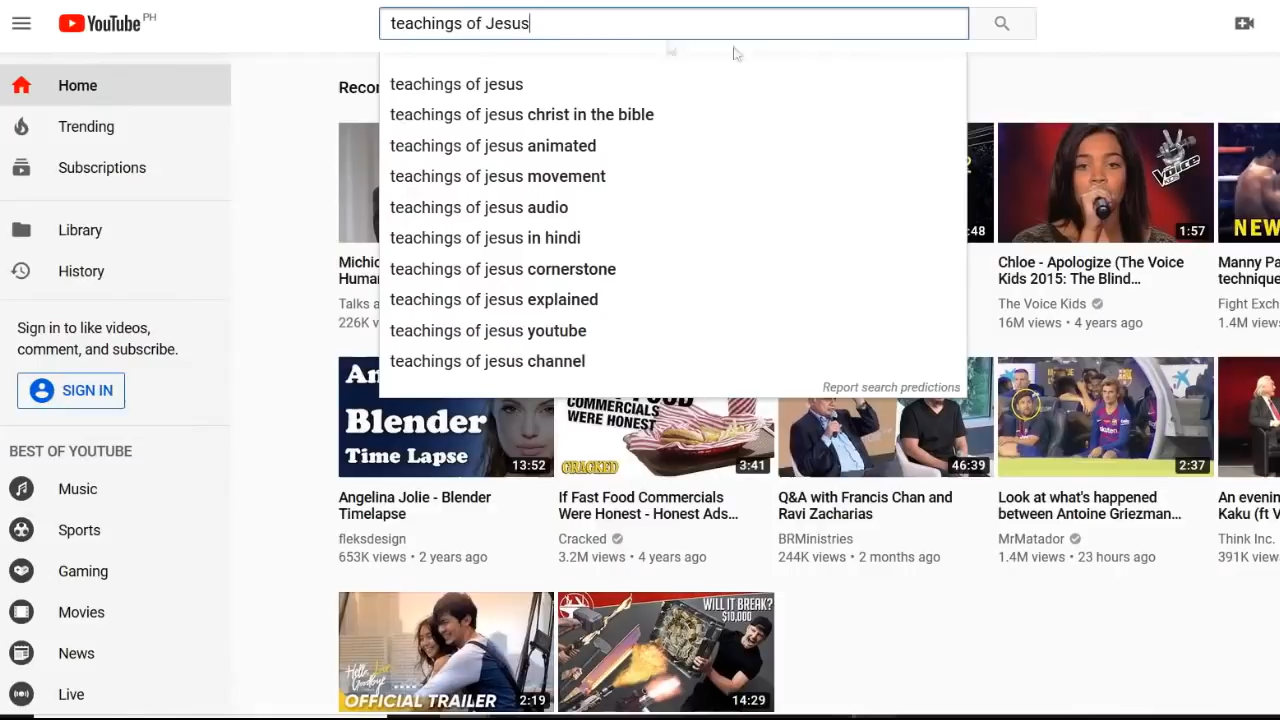 YouTube PH
teachings of Jesus
Home
Trending
Subscriptions
Library
History
Sign in to like videos,
comment, and subscribe.
SIGN IN
BEST OF YOUTUBE
Music
Sports
Gaming
Movies
News
Live
teachings of jesus
teachings of jesus christ in the bible
teachings of jesus animated
teachings of jesus movement
teachings of jesus audio
teachings of jesus in hindi
teachings of jesus cornerstone
teachings of jesus explained
teachings of jesus youtube
teachings of jesus channel
Report search predictions
:48
Voice
1:57
NEW
Chloe - Apologize (The Voice
Kids 2015: The Blind...
The Voice Kids
16M views • 4 years ago
Manny Pa
technique
Fight Exch
1.4M view
Michio
Human
Talks a
226K v
Blender
Time Lapse
13:52
Angelina Jolie - Blender
Timelapse
fleksdesign
653K views • 2 years ago
COMMERCIALS
WERE HONEST
CRACKED
3:41
If Fast Food Commercials
Were Honest - Honest Ads...
Cracked
3.2M views • 4 years ago
46:39
Q&A with Francis Chan and
Ravi Zacharias
BRMinistries
244K views • 2 months ago
2:37
Look at what's happened
between Antoine Griezman...
MrMatador
1.4M views • 23 hours ago
An evenin
Kaku (ft V
Think Inc.
391K view
Hello, Love,
Goodbye
OFFICIAL TRAILER
2:19
WILL IT BREAK?
$10,000
14:29